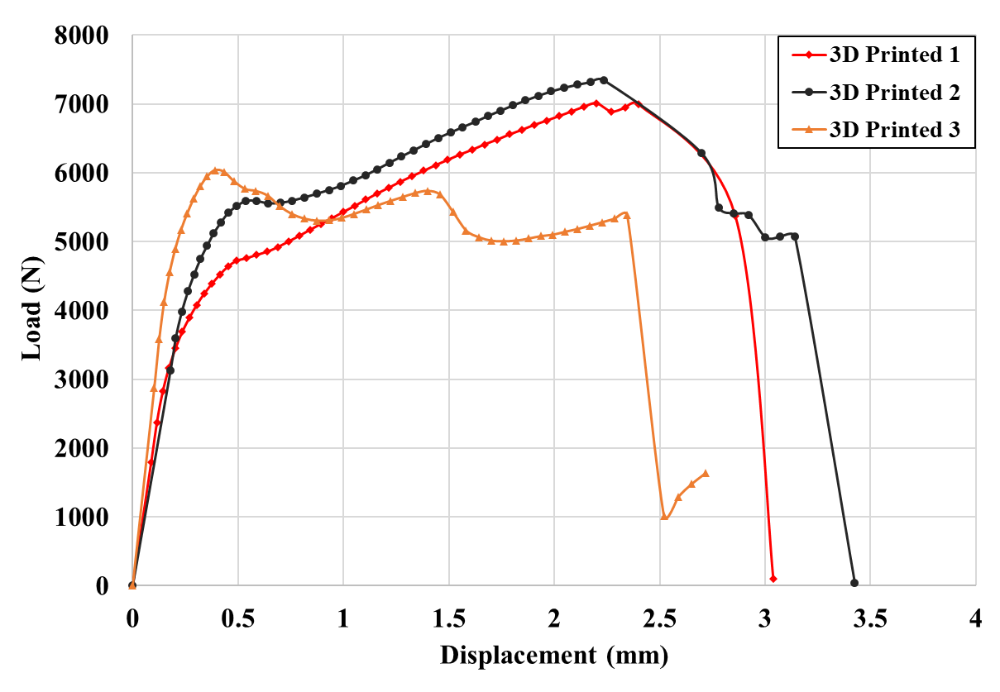 8000
7000
6000
5000
4000
3000
2000
1000
0
Load (N)
0 0.5 1 1.5 2 2.5 3 3.5 4
Displacement (mm)
3D Printed 1
3D Printed 2
3D Printed 3